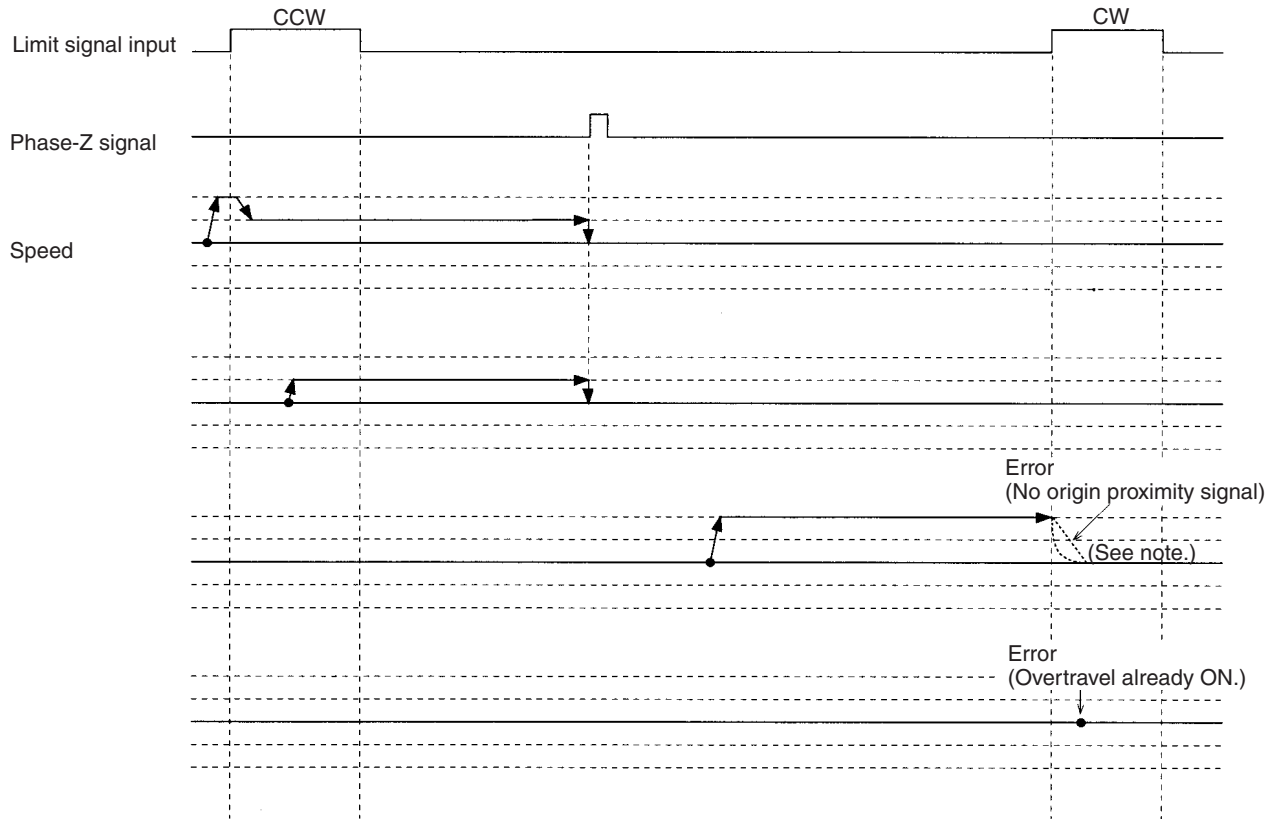 CCW
CW
Limit signal input
Phase-Z signal
Speed
Error
(No origin proximity signal)
(See note.)
Error
(Overtravel already ON.)